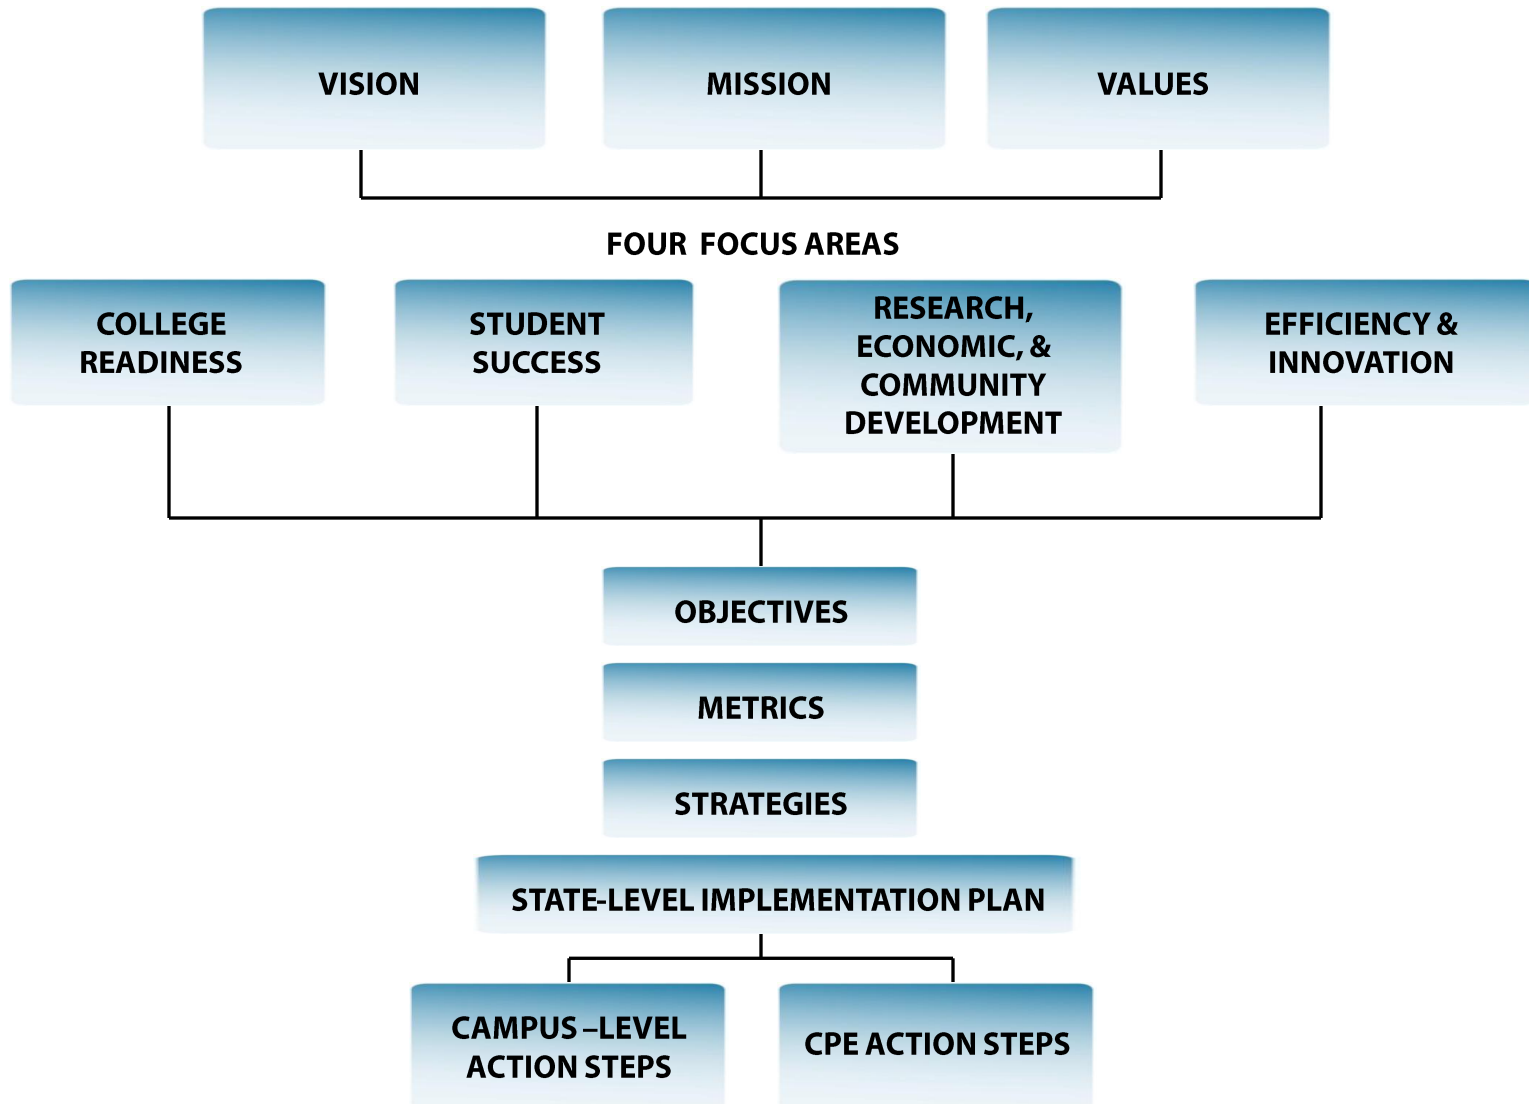 VISION
MISSION
VALUES
FOUR FOCUS AREAS
COLLEGE
READINESS
STUDENT
SUCCESS
RESEARCH,
ECONOMIC, &
COMMUNITY
DEVELOPMENT
EFFICIENCY &
INNOVATION
OBJECTIVES
METRICS
STRATEGIES
STATE-LEVEL IMPLEMENTATION PLAN
CAMPUS –LEVEL
ACTION STEPS
CPE ACTION STEPS